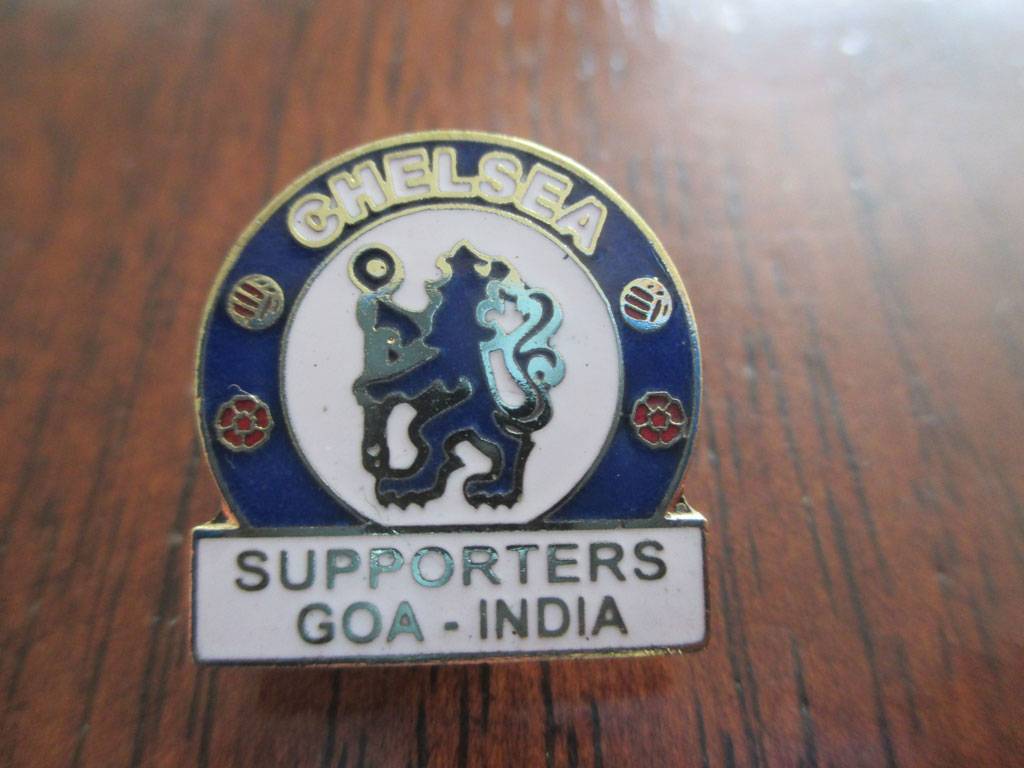 CHELSEA
SUPPORTERS
GOA - INDIA